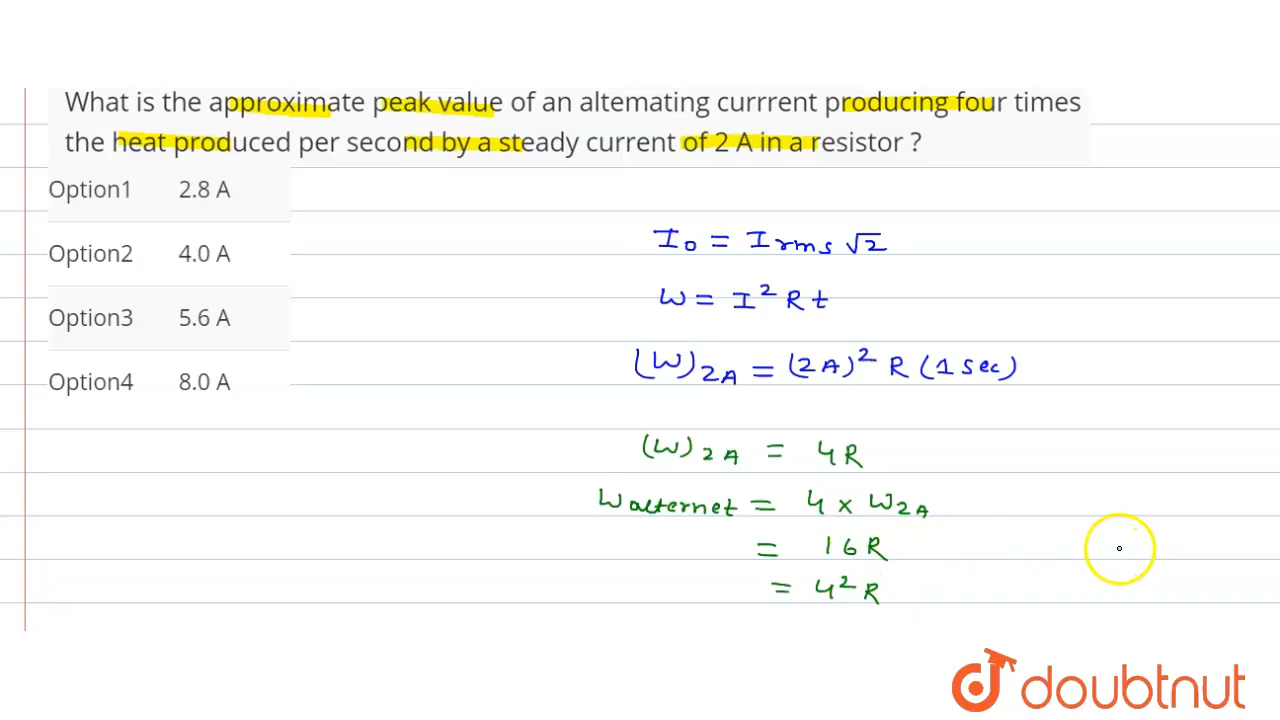 What is the approximate peak value of an altemating currrent producing four times
the heat produced per second by a steady current of 2 A in a resistor ?
Option1 2.8 A
Option2 4.0 A
Option3 5.6 A
Option4 8.0 A
I₀ = I rms √2
W = I² R t
(W)₂A = (2A)² R (1 sec)
(W)₂A = 4R
W alternet = 4 × W₂A
= 16R
= 4² R
doubtnut